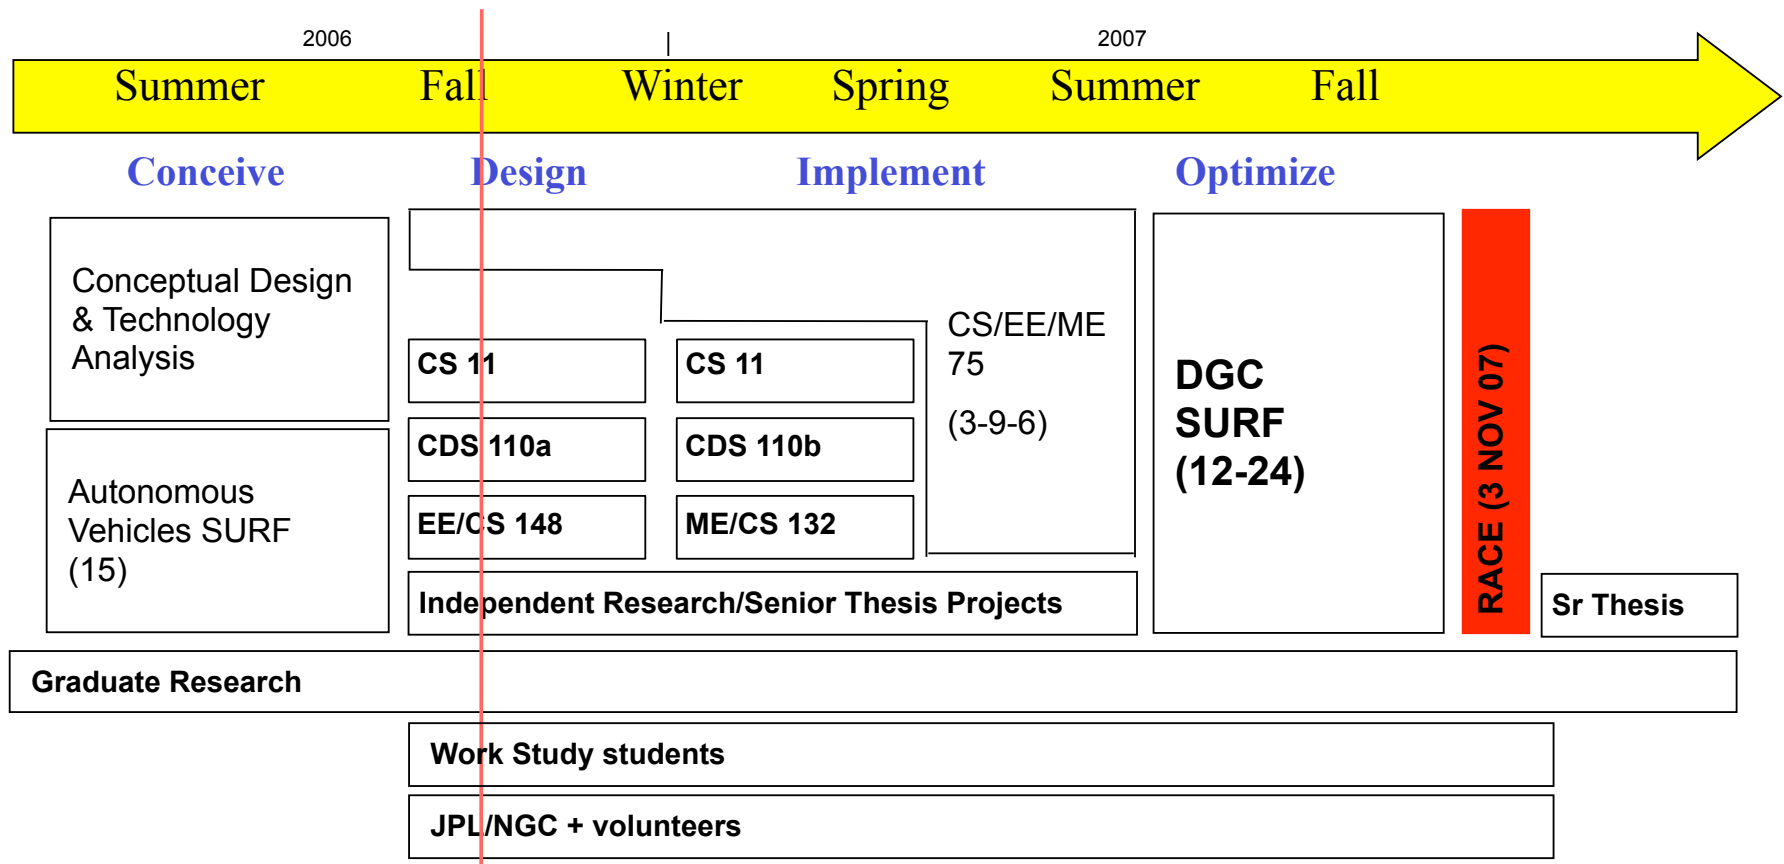 2006 | 2007
Summer Fall Winter Spring Summer Fall
Conceive Design Implement Optimize
Conceptual Design
& Technology
Analysis
Autonomous
Vehicles SURF
(15)
CS 11
CDS 110a
EE/CS 148
CS 11
CDS 110b
ME/CS 132
CS/EE/ME
75
(3-9-6)
Independent Research/Senior Thesis Projects
DGC
SURF
(12-24)
RACE (3 NOV 07)
Sr Thesis
Graduate Research
Work Study students
JPL/NGC + volunteers